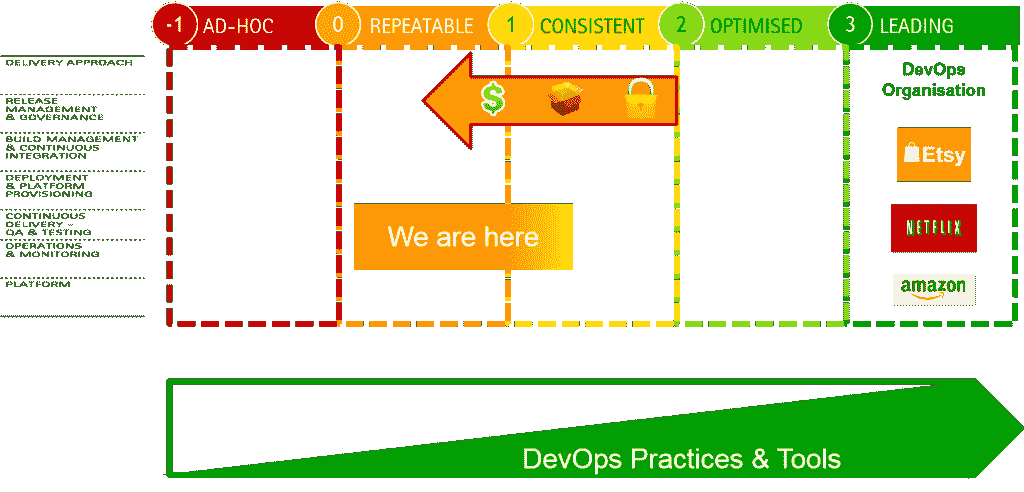 -1 AD-HOC 0 REPEATABLE 1 CONSISTENT 2 OPTIMISED 3 LEADING
DELIVERY APPROACH
RELEASE
MANAGEMENT
& GOVERNANCE
BUILD MANAGEMENT
& CONTINUOUS
INTEGRATION
DEPLOYMENT
& PLATFORM
PROVISIONING
CONTINUOUS
DELIVERY –
QA & TESTING
OPERATIONS
& MONITORING
PLATFORM
$
We are here
DevOps
Organisation
Etsy
NETFLIX
amazon
DevOps Practices & Tools